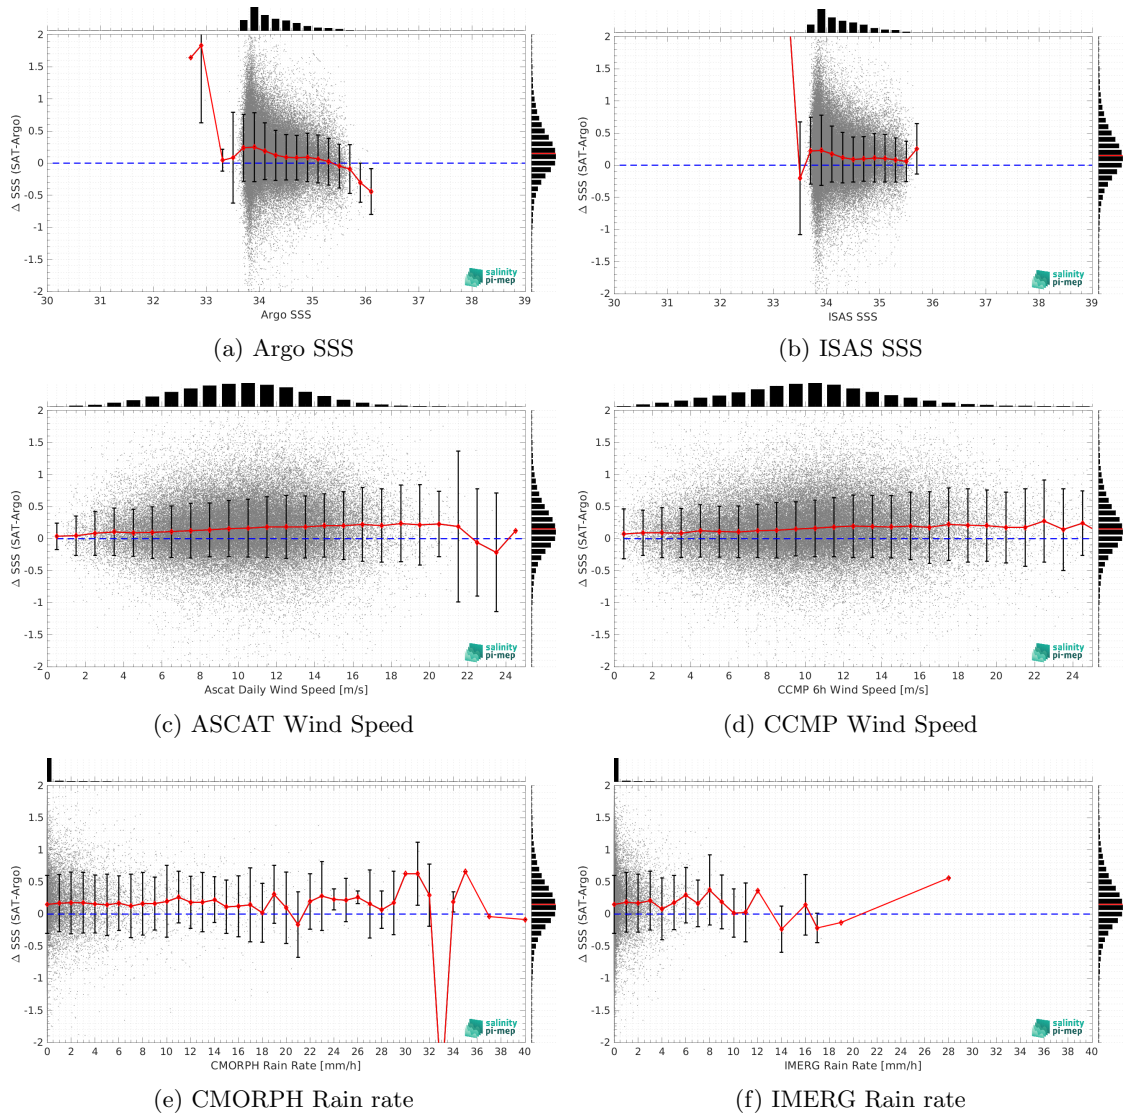 2
1.5
1
0.5
0
-0.5
-1
-1.5
-2
Δ SSS (SAT-Argo)
30 31 32 33 34 35 36 37 38 39
Argo SSS
salinity
pi-mep
(a) Argo SSS
2
1.5
1
0.5
0
-0.5
-1
-1.5
-2
Δ SSS (SAT-Argo)
30 31 32 33 34 35 36 37 38 39
ISAS SSS
salinity
pi-mep
(b) ISAS SSS
2
1.5
1
0.5
0
-0.5
-1
-1.5
-2
Δ SSS (SAT-Argo)
0 2 4 6 8 10 12 14 16 18 20 22 24
Ascat Daily Wind Speed [m/s]
salinity
pi-mep
(c) ASCAT Wind Speed
2
1.5
1
0.5
0
-0.5
-1
-1.5
-2
Δ SSS (SAT-Argo)
0 2 4 6 8 10 12 14 16 18 20 22 24
CCMP 6h Wind Speed [m/s]
salinity
pi-mep
(d) CCMP Wind Speed
2
1.5
1
0.5
0
-0.5
-1
-1.5
-2
Δ SSS (SAT-Argo)
0 2 4 6 8 10 12 14 16 18 20 22 24 26 28 30 32 34 36 38 40
CMORPH Rain Rate [mm/h]
salinity
pi-mep
(e) CMORPH Rain rate
2
1.5
1
0.5
0
-0.5
-1
-1.5
-2
Δ SSS (SAT-Argo)
0 2 4 6 8 10 12 14 16 18 20 22 24 26 28 30 32 34 36 38 40
IMERG Rain Rate [mm/h]
salinity
pi-mep
(f) IMERG Rain rate